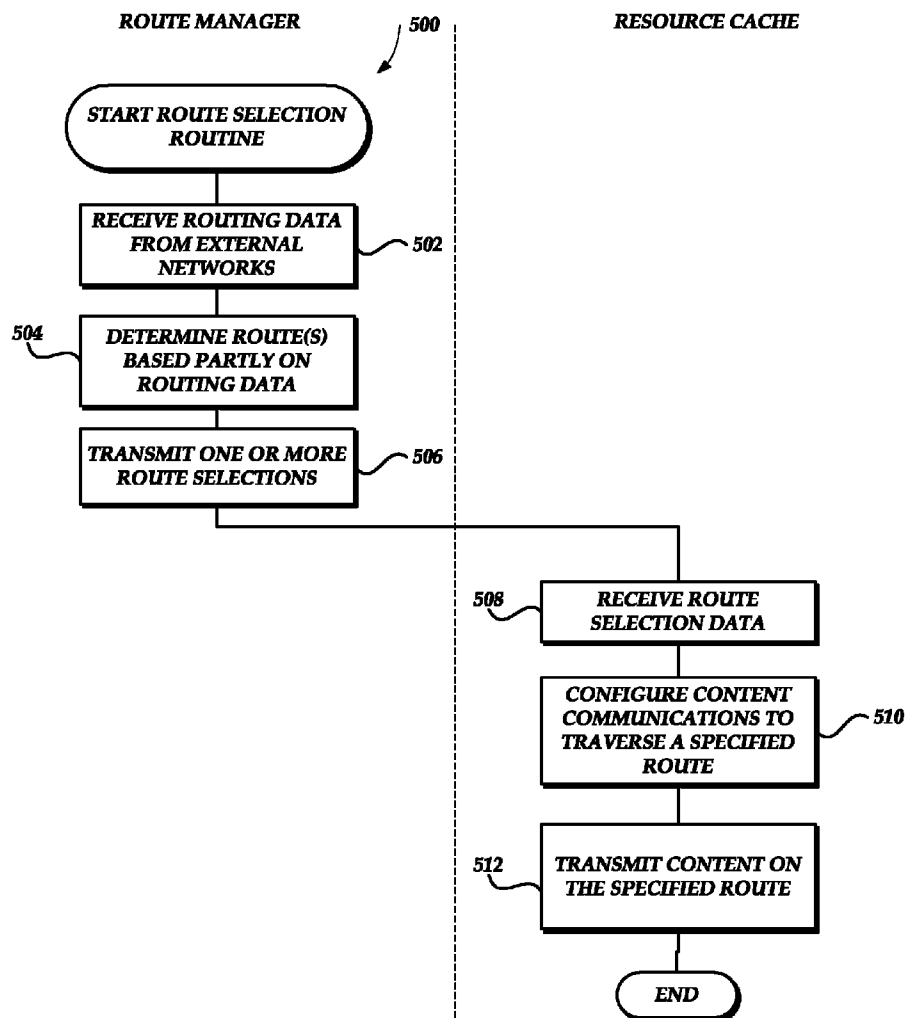 ROUTE MANAGER
RESOURCE CACHE
500
START ROUTE SELECTION
ROUTINE
RECEIVE ROUTING DATA
FROM EXTERNAL
NETWORKS
502
504
DETERMINE ROUTE(S)
BASED PARTLY ON
ROUTING DATA
TRANSMIT ONE OR MORE
ROUTE SELECTIONS
506
508
RECEIVE ROUTE
SELECTION DATA
CONFIGURE CONTENT
COMMUNICATIONS TO
TRAVERSE A SPECIFIED
ROUTE
510
512
TRANSMIT CONTENT ON
THE SPECIFIED ROUTE
END